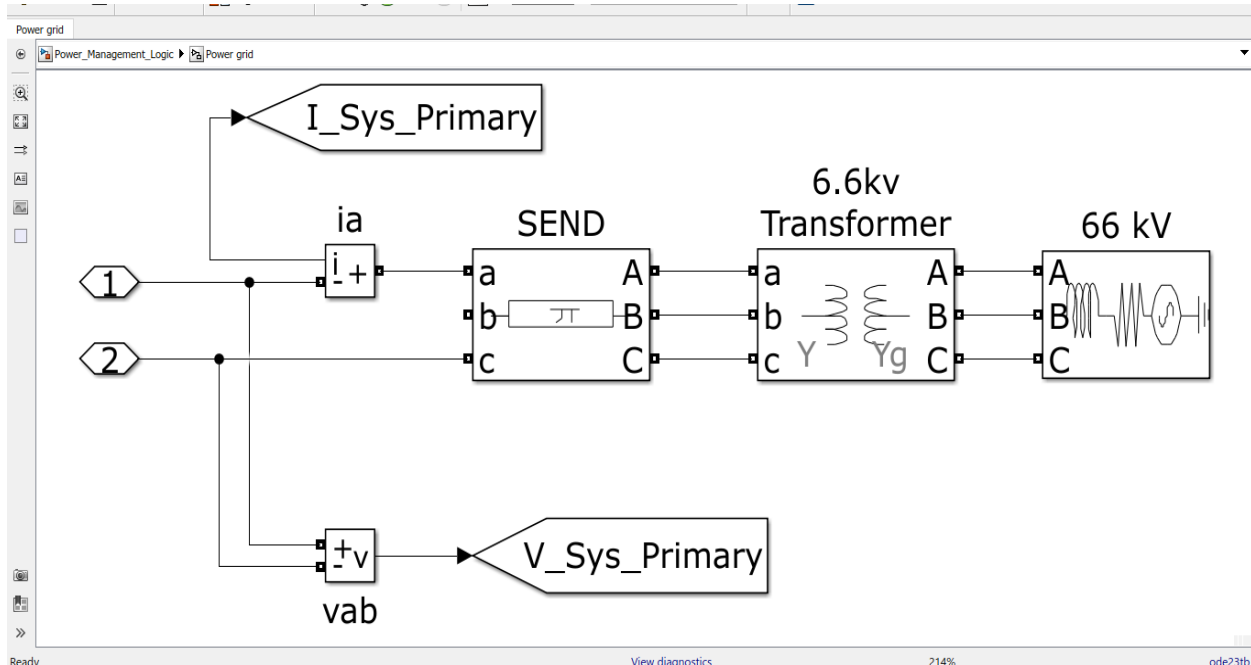 Power grid
Power_Management_Logic
Power grid
I_Sys_Primary
ia
SEND
6.6kv
Transformer
66 kV
i
- +
1
a
A
a
A
A
b
B
b
B
B
c
C
c
C
C
Y
Yg
2
+
-
v
vab
V_Sys_Primary
Ready
View diagnostics
214%
ode23tb